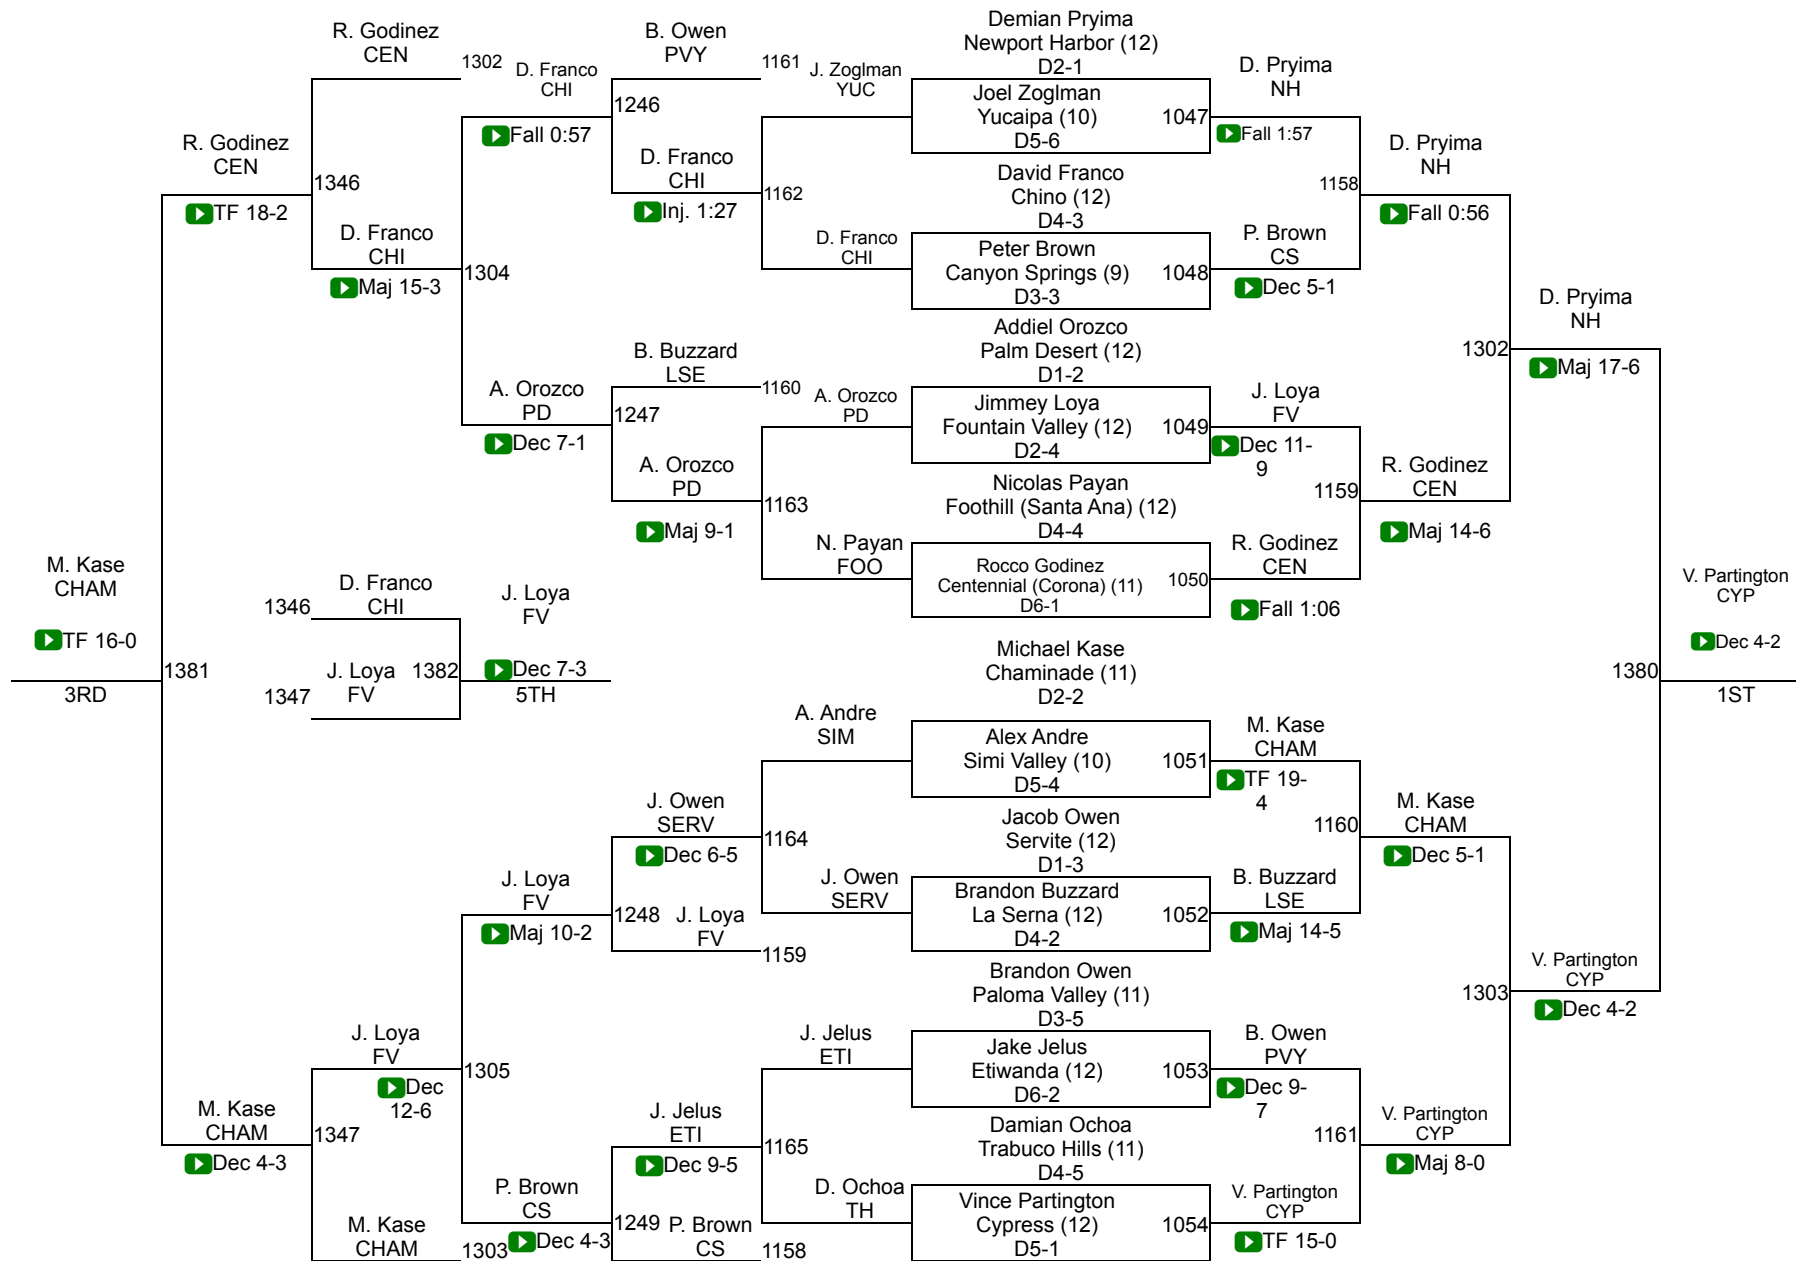 R. Godinez
CEN
1302
D. Franco
CHI
B. Owen
PVY
1161
J. Zoglman
YUC
Demian Pryima
Newport Harbor (12)
D2-1
Joel Zoglman
Yucaipa (10)
D5-6
1047
D. Pryima
NH
Fall 1:57
1246
Fall 0:57
R. Godinez
CEN
TF 18-2
1346
D. Franco
CHI
Maj 15-3
1304
D. Franco
CHI
Inj. 1:27
1162
D. Franco
CHI
David Franco
Chino (12)
D4-3
Peter Brown
Canyon Springs (9)
D3-3
1048
P. Brown
CS
Dec 5-1
1158
D. Pryima
NH
Fall 0:56
D. Pryima
NH
Maj 17-6
1302
B. Buzzard
LSE
1160
A. Orozco
PD
Dec 7-1
1247
A. Orozco
PD
Maj 9-1
1163
A. Orozco
PD
Addiel Orozco
Palm Desert (12)
D1-2
Jimmey Loya
Fountain Valley (12)
D2-4
1049
J. Loya
FV
Dec 11-
9
1159
R. Godinez
CEN
Maj 14-6
Nicolas Payan
Foothill (Santa Ana) (12)
D4-4
N. Payan
FOO
Rocco Godinez
Centennial (Corona) (11)
D6-1
1050
R. Godinez
CEN
Fall 1:06
M. Kase
CHAM
TF 16-0
3RD
1381
1346
D. Franco
CHI
1347
J. Loya
FV
1382
J. Loya
FV
Dec 7-3
5TH
V. Partington
CYP
Dec 4-2
1380
1ST
Michael Kase
Chaminade (11)
D2-2
A. Andre
SIM
Alex Andre
Simi Valley (10)
D5-4
1051
M. Kase
CHAM
TF 19-
4
J. Owen
SERV
Dec 6-5
1164
Jacob Owen
Servite (12)
D1-3
J. Owen
SERV
Brandon Buzzard
La Serna (12)
D4-2
1052
B. Buzzard
LSE
Maj 14-5
1160
M. Kase
CHAM
Dec 5-1
J. Loya
FV
Maj 10-2
1248
J. Loya
FV
1159
1303
V. Partington
CYP
Dec 4-2
Brandon Owen
Paloma Valley (11)
D3-5
J. Jelus
ETI
Jake Jelus
Etiwanda (12)
D6-2
1053
B. Owen
PVY
Dec 9-
7
J. Loya
FV
Dec
12-6
1305
M. Kase
CHAM
Dec 4-3
1347
J. Jelus
ETI
Dec 9-5
1165
Damian Ochoa
Trabuco Hills (11)
D4-5
D. Ochoa
TH
Vince Partington
Cypress (12)
D5-1
1054
V. Partington
CYP
TF 15-0
1161
V. Partington
CYP
Maj 8-0
P. Brown
CS
Dec 4-3
1249
P. Brown
CS
1158
M. Kase
CHAM
1303